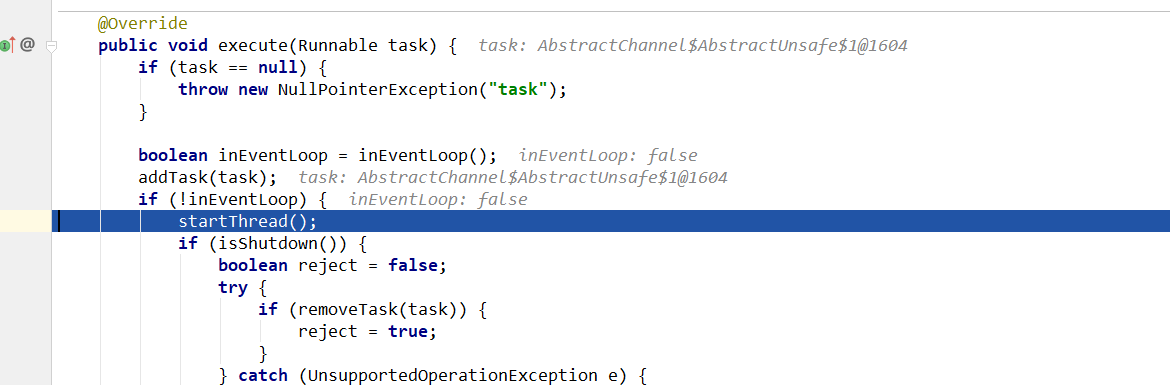 @Override
public void execute(Runnable task) {  task: AbstractChannel$AbstractUnsafe$1@1604
    if (task == null) {
        throw new NullPointerException("task");
    }

    boolean inEventLoop = inEventLoop();  inEventLoop: false
    addTask(task);  task: AbstractChannel$AbstractUnsafe$1@1604
    if (!inEventLoop) {  inEventLoop: false
        startThread();
        if (isShutdown()) {
            boolean reject = false;
            try {
                if (removeTask(task)) {
                    reject = true;
                }
            } catch (UnsupportedOperationException e) {